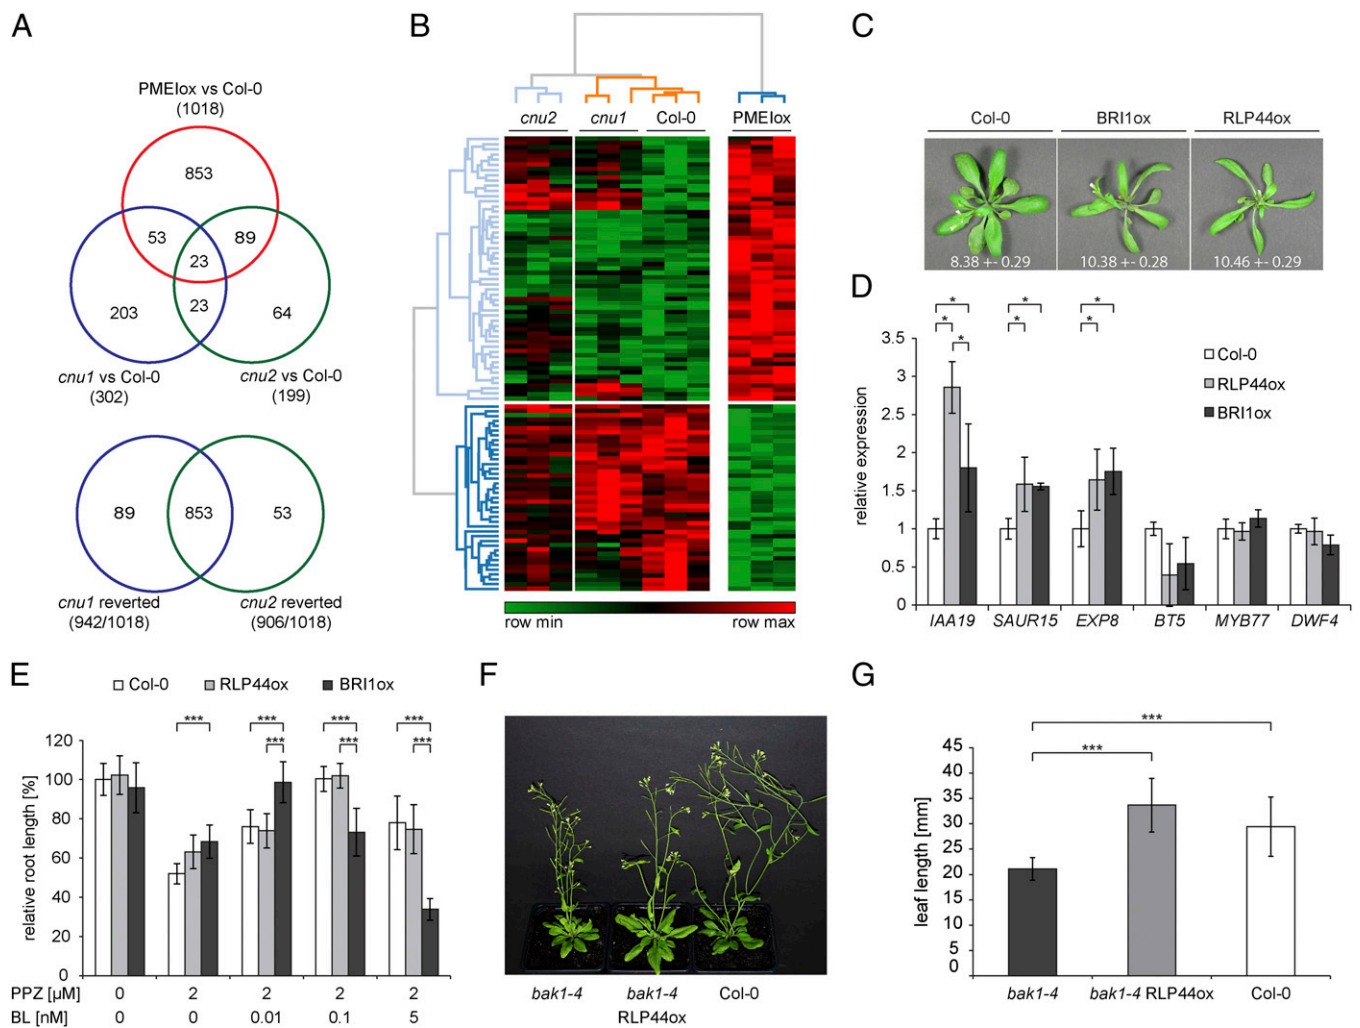 A
PMEIox vs Col-0
(1018)
853
53
89
23
203
23
64
cnu1 vs Col-0
(302)
cnu2 vs Col-0
(199)
89
853
53
cnu1 reverted
(942/1018)
cnu2 reverted
(906/1018)
B
cnu2
cnu1
Col-0
PMEIox
row min
row max
C
Col-0
BRI1ox
RLP44ox
8.38 +- 0.29
10.38 +- 0.28
10.46 +- 0.29
D
* * * * * * *
Col-0
RLP44ox
BRI1ox
relative expression
3.5
3
2.5
2
1.5
1
0.5
0
IAA19 SAUR15 EXP8 BT5 MYB77 DWF4
E
Col-0 RLP44ox BRI1ox
*** *** *** *** *** *** ***
relative root length [%]
120
100
80
60
40
20
0
PPZ [µM] 0 2 2 2 2
BL [nM] 0 0 0.01 0.1 5
F
bak1-4
bak1-4
RLP44ox
Col-0
G
***
***
leaf length [mm]
45
40
35
30
25
20
15
10
5
0
bak1-4 bak1-4 RLP44ox Col-0